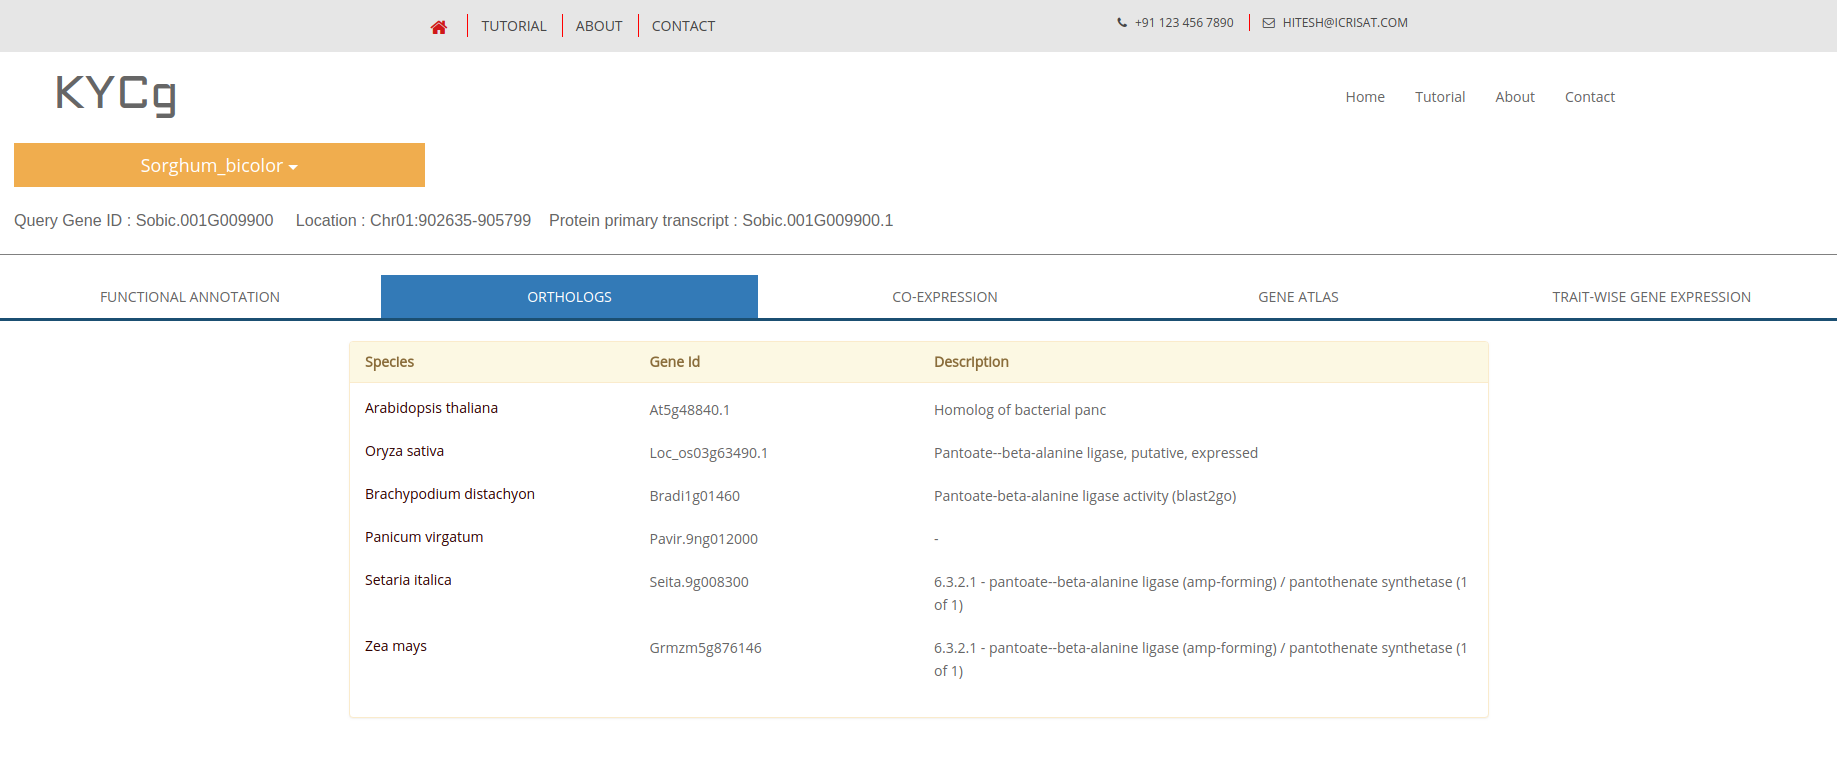 TUTORIAL ABOUT CONTACT +91 123 456 7890 HITESH@ICRISAT.COM
KYCg
Home Tutorial About Contact
Sorghum_bicolor
Query Gene ID : Sobic.001G009900 Location : Chr01:902635-905799 Protein primary transcript : Sobic.001G009900.1
FUNCTIONAL ANNOTATION ORTHOLOGS CO-EXPRESSION GENE ATLAS TRAIT-WISE GENE EXPRESSION
Species Gene Id Description
Arabidopsis thaliana At5g48840.1 Homolog of bacterial panc
Oryza sativa Loc_os03g63490.1 Pantoate--beta-alanine ligase, putative, expressed
Brachypodium distachyon Bradi1g01460 Pantoate-beta-alanine ligase activity (blast2go)
Panicum virgatum Pavir.9ng012000 -
Setaria italica Seita.9g008300 6.3.2.1 - pantoate--beta-alanine ligase (amp-forming) / pantothenate synthetase (1
of 1)
Zea mays Grmzm5g876146 6.3.2.1 - pantoate--beta-alanine ligase (amp-forming) / pantothenate synthetase (1
of 1)